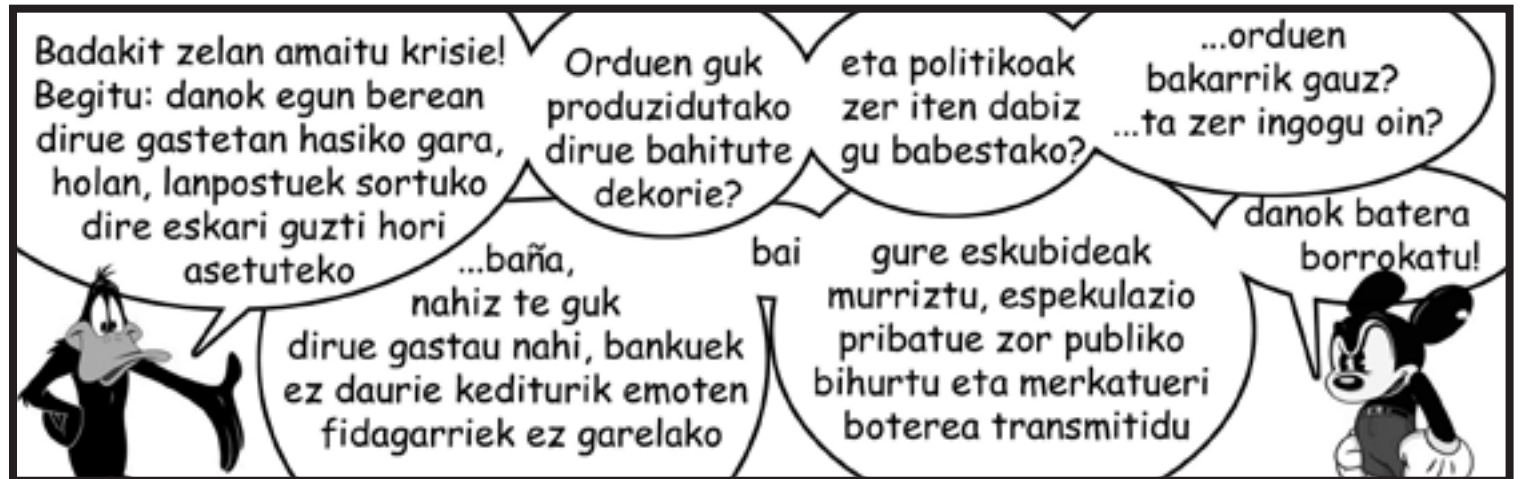 Badakit zelan amaitu krisie!
Begitu: danok egun berean
dirue gastetan hasiko gara,
holan, lanpostuek sortuko
dire eskari guzti hori
asetuteko
...baña,
nahiz te guk
dirue gastau nahi, bankuek
ez daurie kediturik emoten
fidagarriek ez garelako
Orduen guk
produzidutako
dirue bahitute
dekorie?
bai
eta politikoak
zer iten dabiz
gu babestako?
gure eskubideak
murriztu, espekulazio
pribatue zor publiko
bihurtu eta merkatueri
boterea transmitidu
...orduen
bakarrik gauz?
...ta zer ingogu oin?
danok batera
borrokatu!